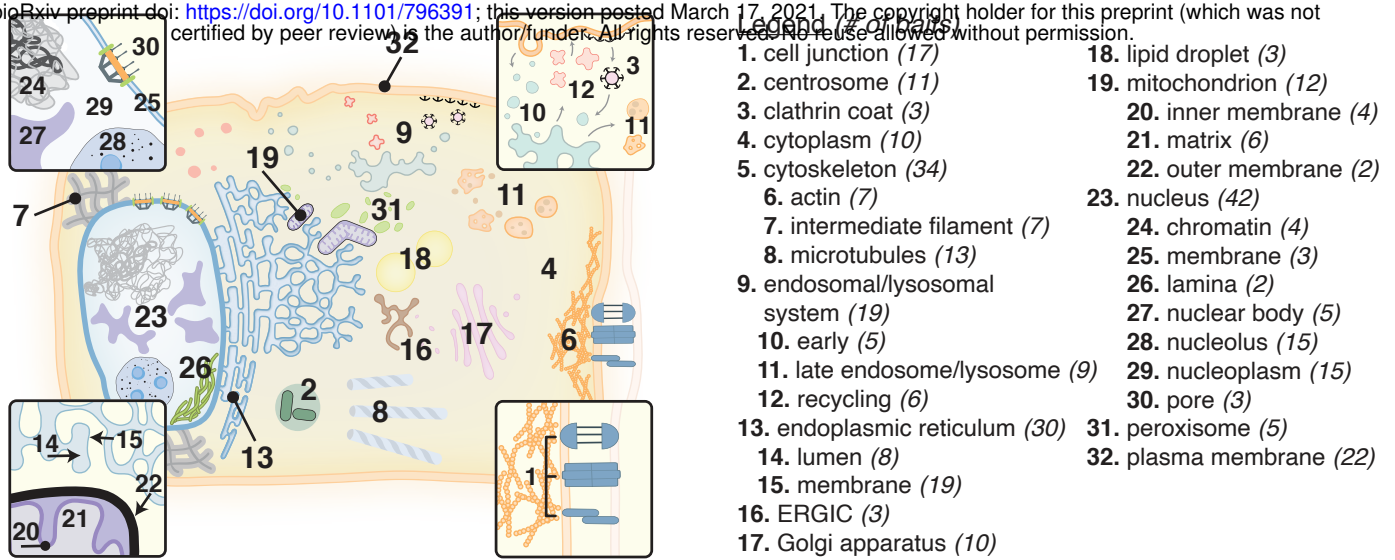 bioRxiv preprint doi: https://doi.org/10.1101/796391; this version posted March 17, 2021. The copyright holder for this preprint (which was not
certified by peer review) is the author/funder. All rights reserved. No reuse allowed without permission.
Legend (# of baits)
1. cell junction (17)
2. centrosome (11)
3. clathrin coat (3)
4. cytoplasm (10)
5. cytoskeleton (34)
6. actin (7)
7. intermediate filament (7)
8. microtubules (13)
9. endosomal/lysosomal
system (19)
10. early (5)
11. late endosome/lysosome (9)
12. recycling (6)
13. endoplasmic reticulum (30)
14. lumen (8)
15. membrane (19)
16. ERGIC (3)
17. Golgi apparatus (10)
18. lipid droplet (3)
19. mitochondrion (12)
20. inner membrane (4)
21. matrix (6)
22. outer membrane (2)
23. nucleus (42)
24. chromatin (4)
25. membrane (3)
26. lamina (2)
27. nuclear body (5)
28. nucleolus (15)
29. nucleoplasm (15)
30. pore (3)
31. peroxisome (5)
32. plasma membrane (22)
30
24
29
25
27
28
32
3
12
10
11
9
19
7
31
11
18
4
23
17
16
6
26
2
8
13
14
15
22
21
20
1